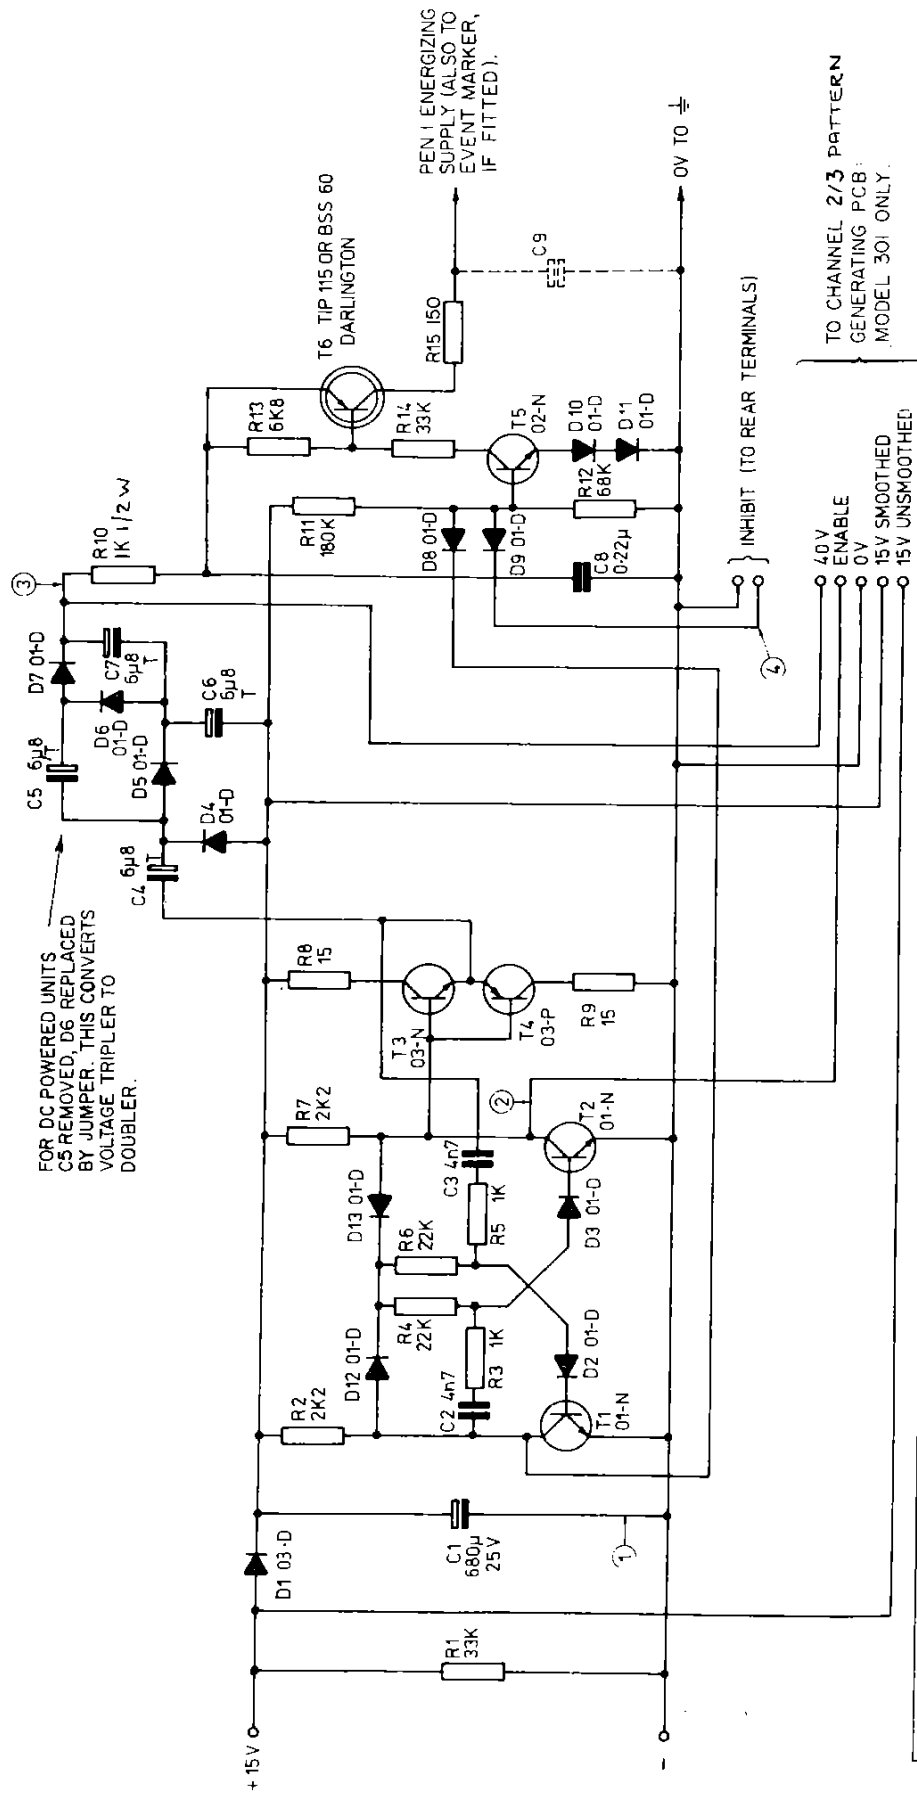 FOR DC POWERED UNITS
C5 REMOVED, D6 REPLACED
BY JUMPER. THIS CONVERTS
VOLTAGE TRIPLER TO
DOUBLER.
+15V
-
R1
33K
D1 03-D
C1
680µ
25V
1
R2
2K2
D12 01-D
C2 4n7
R3 1K
R4
22K
T1
01-N
D2 01-D
D13 01-D
R6
22K
R5 1K
C3 4n7
D3 01-D
R7
2K2
2
T2
01-N
R8
15
T3
03-N
T4
03-P
R9
15
C4 6µ8
T
D4
01-D
C5 6µ8
T
D5 01-D
D6
01-D
D7 01-D
C7
6µ8
T
C6
6µ8
T
3
R10
1K 1/2W
R11
180K
D8 01-D
D9 01-D
C8
0·22µ
R12
68K
4
R13
6K8
R14
33K
T5
02-N
D10
01-D
D11
01-D
T6 TIP 115 OR BSS 60
DARLINGTON
R15 150
C9
PEN 1 ENERGIZING
SUPPLY (ALSO TO
EVENT MARKER,
IF FITTED).
0V TO
INHIBIT (TO REAR TERMINALS)
40V
ENABLE
0V
15V SMOOTHED
15V UNSMOOTHED
TO CHANNEL 2/3 PATTERN
GENERATING PCB:
MODEL 301 ONLY.